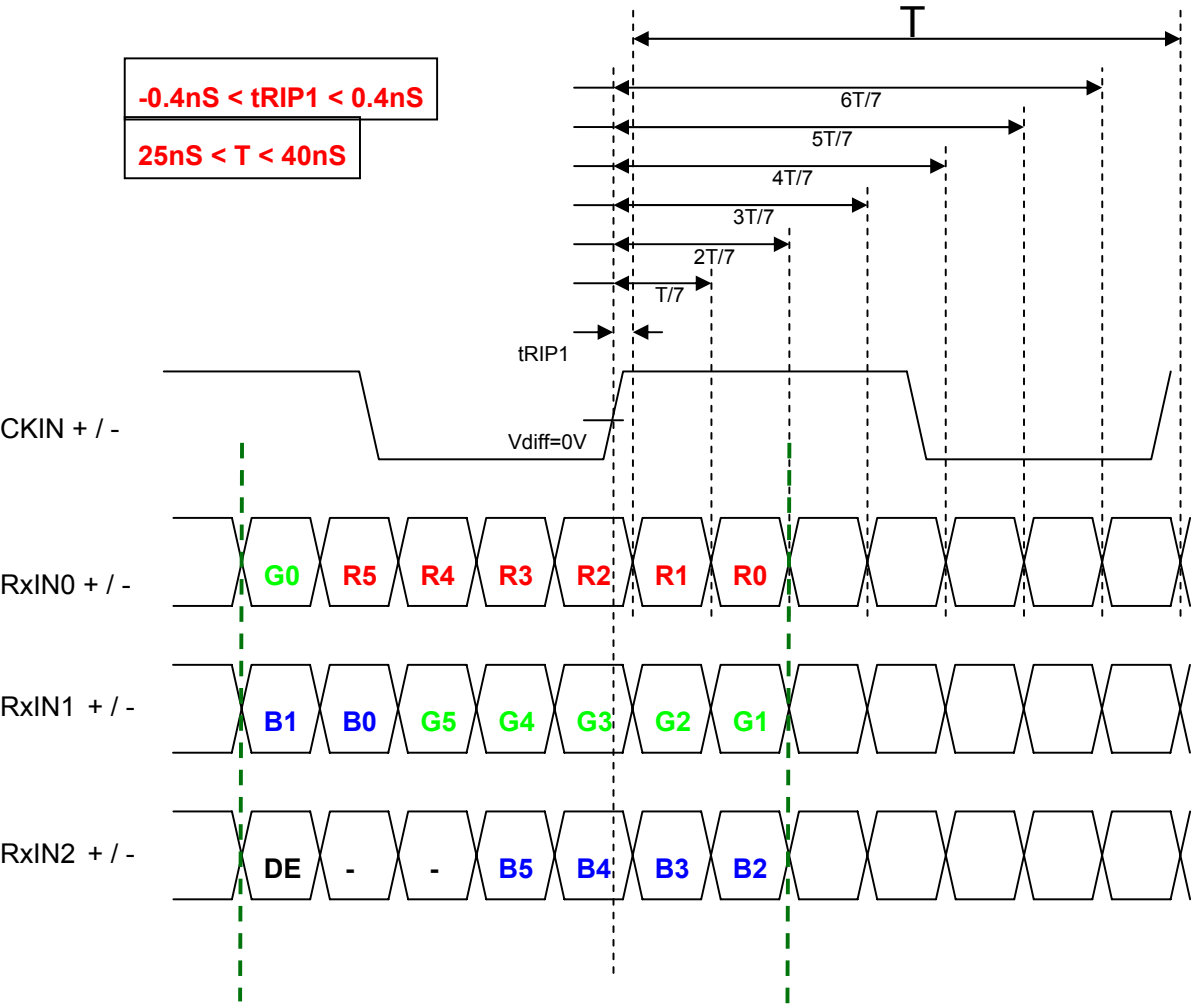 T
-0.4nS < tRIP1 < 0.4nS
25nS < T < 40nS
6T/7
5T/7
4T/7
3T/7
2T/7
T/7
tRIP1
CKIN + / -
Vdiff=0V
RxIN0 + / -
G0 R5 R4 R3 R2 R1 R0
RxIN1 + / -
B1 B0 G5 G4 G3 G2 G1
RxIN2 + / -
DE - - B5 B4 B3 B2